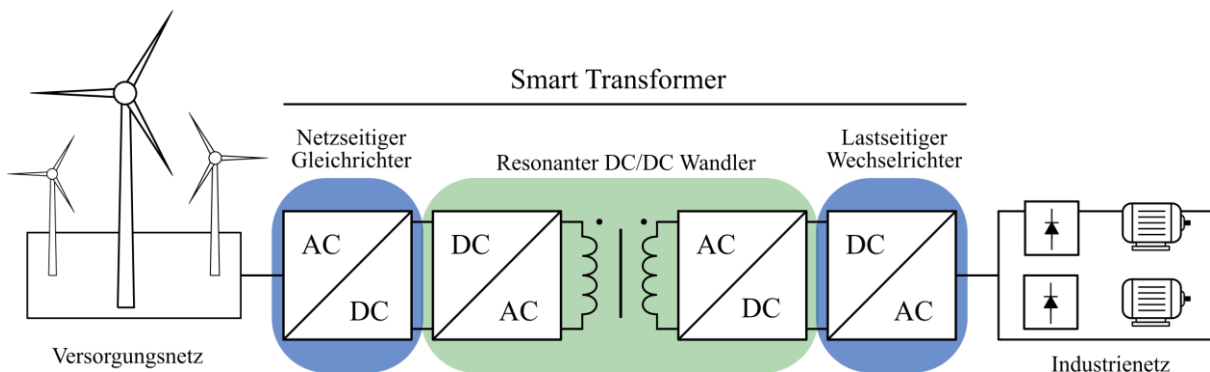 Smart Transformer
Netzseitiger
Gleichrichter
Resonanter DC/DC Wandler
Lastseitiger
Wechselrichter
AC
DC
DC
AC
AC
DC
DC
AC
Versorgungsnetz
Industrienetz